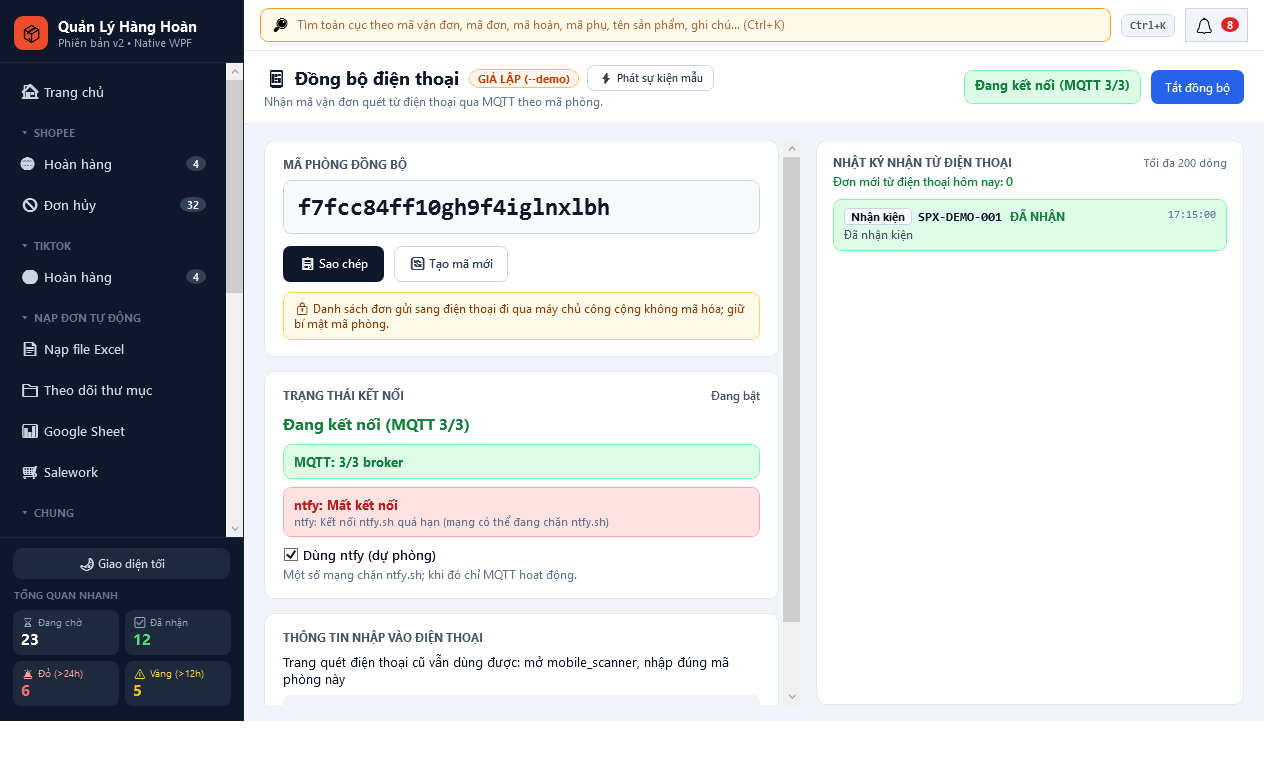 Quản Lý Hàng Hoàn
Phiên bản v2 • Native WPF
Trang chủ
SHOPEE
Hoàn hàng 4
Đơn hủy 32
TIKTOK
Hoàn hàng 4
NẠP ĐƠN TỰ ĐỘNG
Nạp file Excel
Theo dõi thư mục
Google Sheet
Salework
CHUNG
Giao diện tối
TỔNG QUAN NHANH
Đang chờ
23
Đã nhận
12
Đỏ (>24h)
6
Vàng (>12h)
5
Tìm toàn cục theo mã vận đơn, mã đơn, mã hoàn, mã phụ, tên sản phẩm, ghi chú... (Ctrl+K)
Ctrl+K
8
Đồng bộ điện thoại
GIẢ LẬP (--demo)
Phát sự kiện mẫu
Nhận mã vận đơn quét từ điện thoại qua MQTT theo mã phòng.
Đang kết nối (MQTT 3/3)
Tắt đồng bộ
MÃ PHÒNG ĐỒNG BỘ
f7fcc84ff10gh9f4iglnxlbh
Sao chép
Tạo mã mới
Danh sách đơn gửi sang điện thoại đi qua máy chủ công cộng không mã hóa; giữ
bí mật mã phòng.
TRẠNG THÁI KẾT NỐI
Đang bật
Đang kết nối (MQTT 3/3)
MQTT: 3/3 broker
ntfy: Mất kết nối
ntfy: Kết nối ntfy.sh quá hạn (mạng có thể đang chặn ntfy.sh)
Dùng ntfy (dự phòng)
Một số mạng chặn ntfy.sh; khi đó chỉ MQTT hoạt động.
THÔNG TIN NHẬP VÀO ĐIỆN THOẠI
Trang quét điện thoại cũ vẫn dùng được: mở mobile_scanner, nhập đúng mã
phòng này
NHẬT KÝ NHẬN TỪ ĐIỆN THOẠI
Tối đa 200 dòng
Đơn mới từ điện thoại hôm nay: 0
Nhận kiện SPX-DEMO-001 ĐÃ NHẬN
17:15:00
Đã nhận kiện